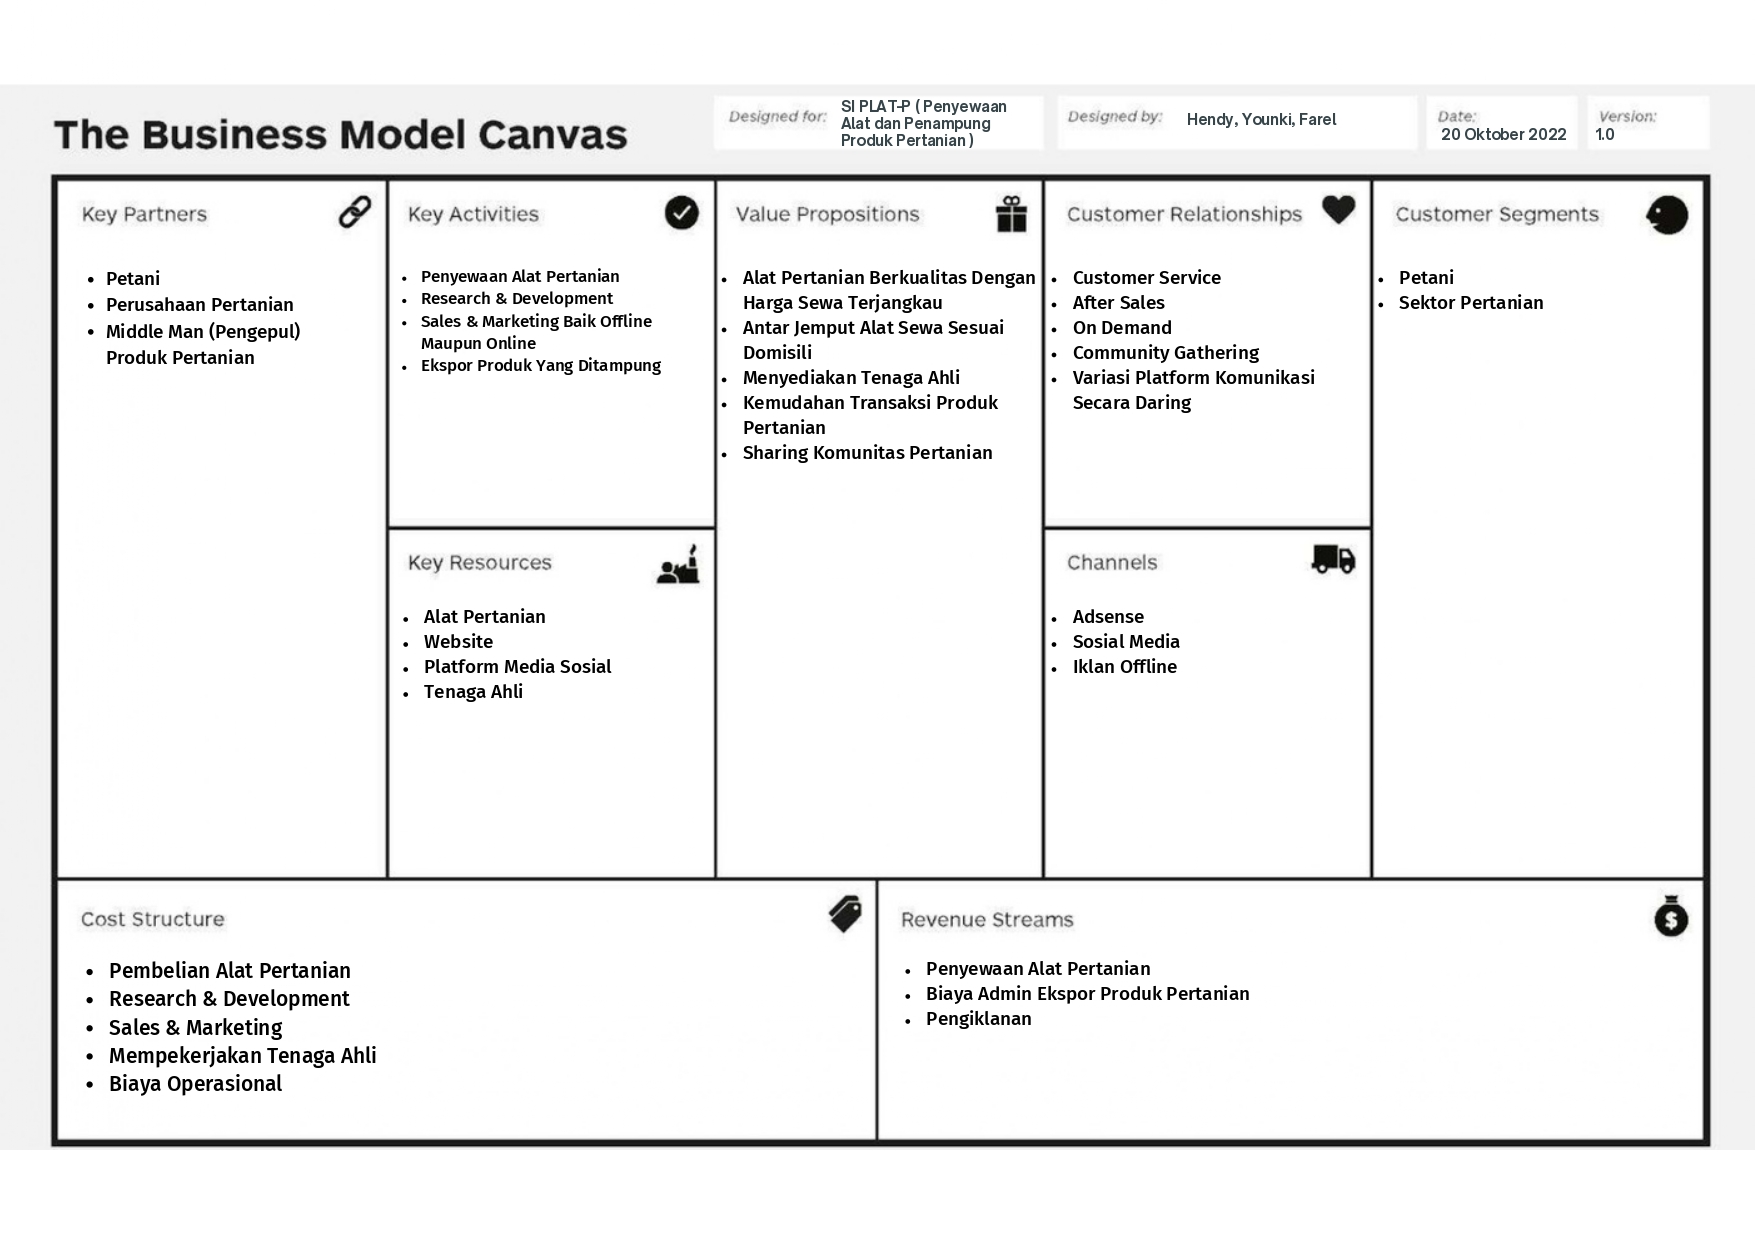 The Business Model Canvas
Designed for:
SI PLAT-P ( Penyewaan
Alat dan Penampung
Produk Pertanian )
Designed by:
Hendy, Younki, Farel
Date:
20 Oktober 2022
Version:
1.0
Key Partners
• Petani
• Perusahaan Pertanian
• Middle Man (Pengepul)
Produk Pertanian
Key Activities
• Penyewaan Alat Pertanian
• Research & Development
• Sales & Marketing Baik Offline
Maupun Online
• Ekspor Produk Yang Ditampung
Key Resources
• Alat Pertanian
• Website
• Platform Media Sosial
• Tenaga Ahli
Value Propositions
• Alat Pertanian Berkualitas Dengan
Harga Sewa Terjangkau
• Antar Jemput Alat Sewa Sesuai
Domisili
• Menyediakan Tenaga Ahli
• Kemudahan Transaksi Produk
Pertanian
• Sharing Komunitas Pertanian
Customer Relationships
• Customer Service
• After Sales
• On Demand
• Community Gathering
• Variasi Platform Komunikasi
Secara Daring
Channels
• Adsense
• Sosial Media
• Iklan Offline
Customer Segments
• Petani
• Sektor Pertanian
Cost Structure
• Pembelian Alat Pertanian
• Research & Development
• Sales & Marketing
• Mempekerjakan Tenaga Ahli
• Biaya Operasional
Revenue Streams
$
• Penyewaan Alat Pertanian
• Biaya Admin Ekspor Produk Pertanian
• Pengiklanan